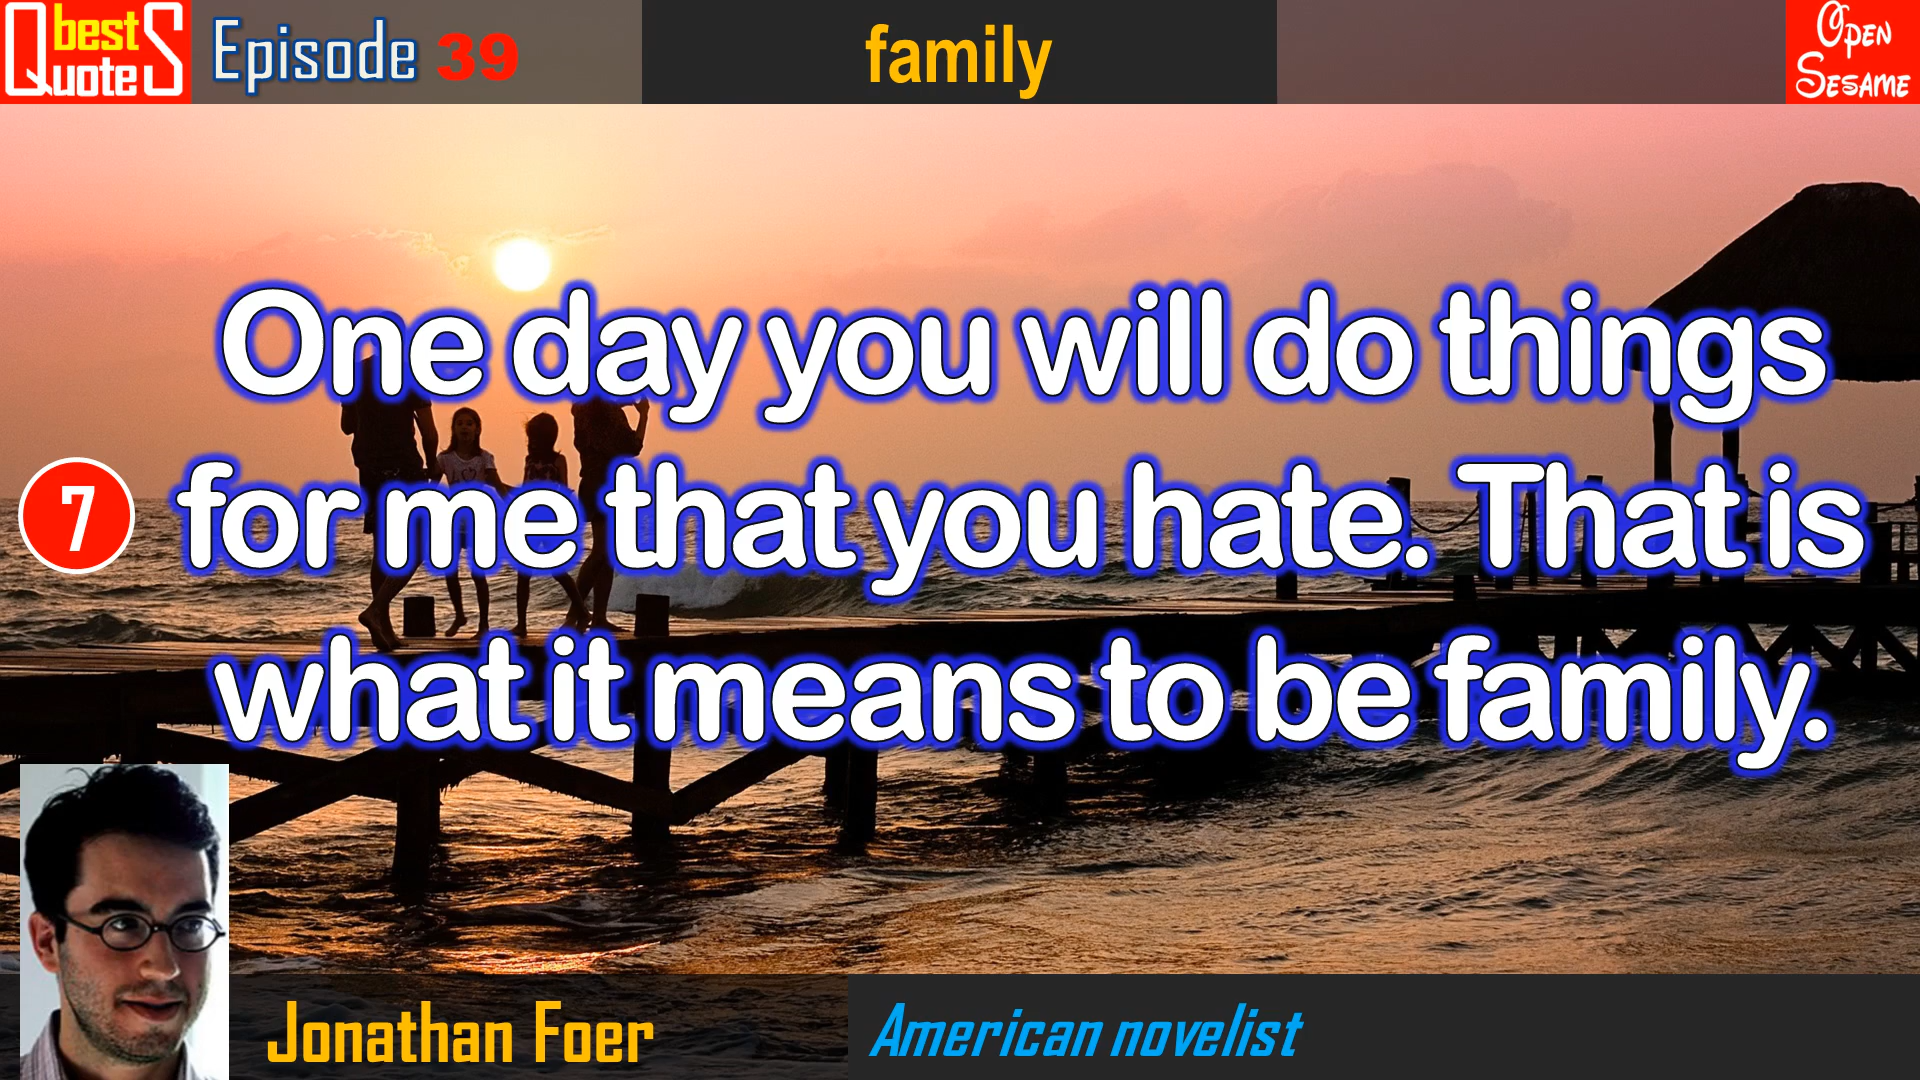 best
QuoteS
Episode 39
family
Open
Sesame
One day you will do things
for me that you hate. That is
what it means to be family.
7
Jonathan Foer
American novelist